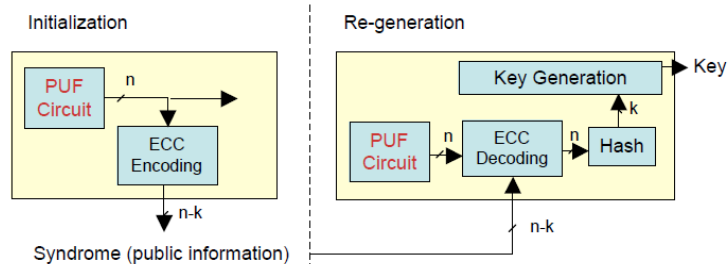 Initialization
PUF
Circuit
n
ECC
Encoding
n-k
Syndrome (public information)
Re-generation
Key Generation
Key
k
PUF
Circuit
n
ECC
Decoding
n
Hash
n-k